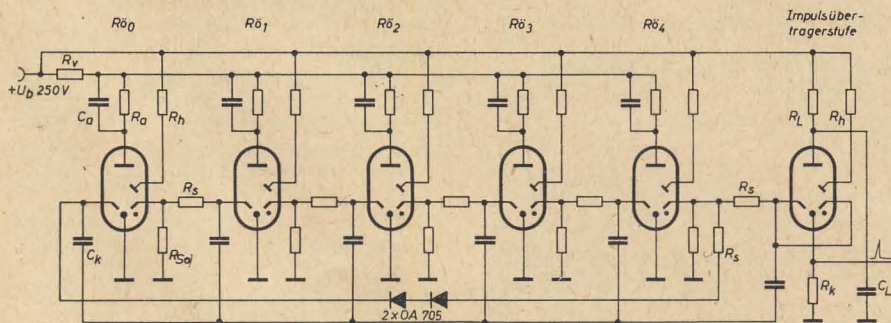 Rö0 Rö1 Rö2 Rö3 Rö4 Impulsüber-
tragerstufe
Rv
+Ub 250V
Ca Ra Rh RL Rh
Rs Rs
Ck RSol Rs Rk CL
2 x OA 705